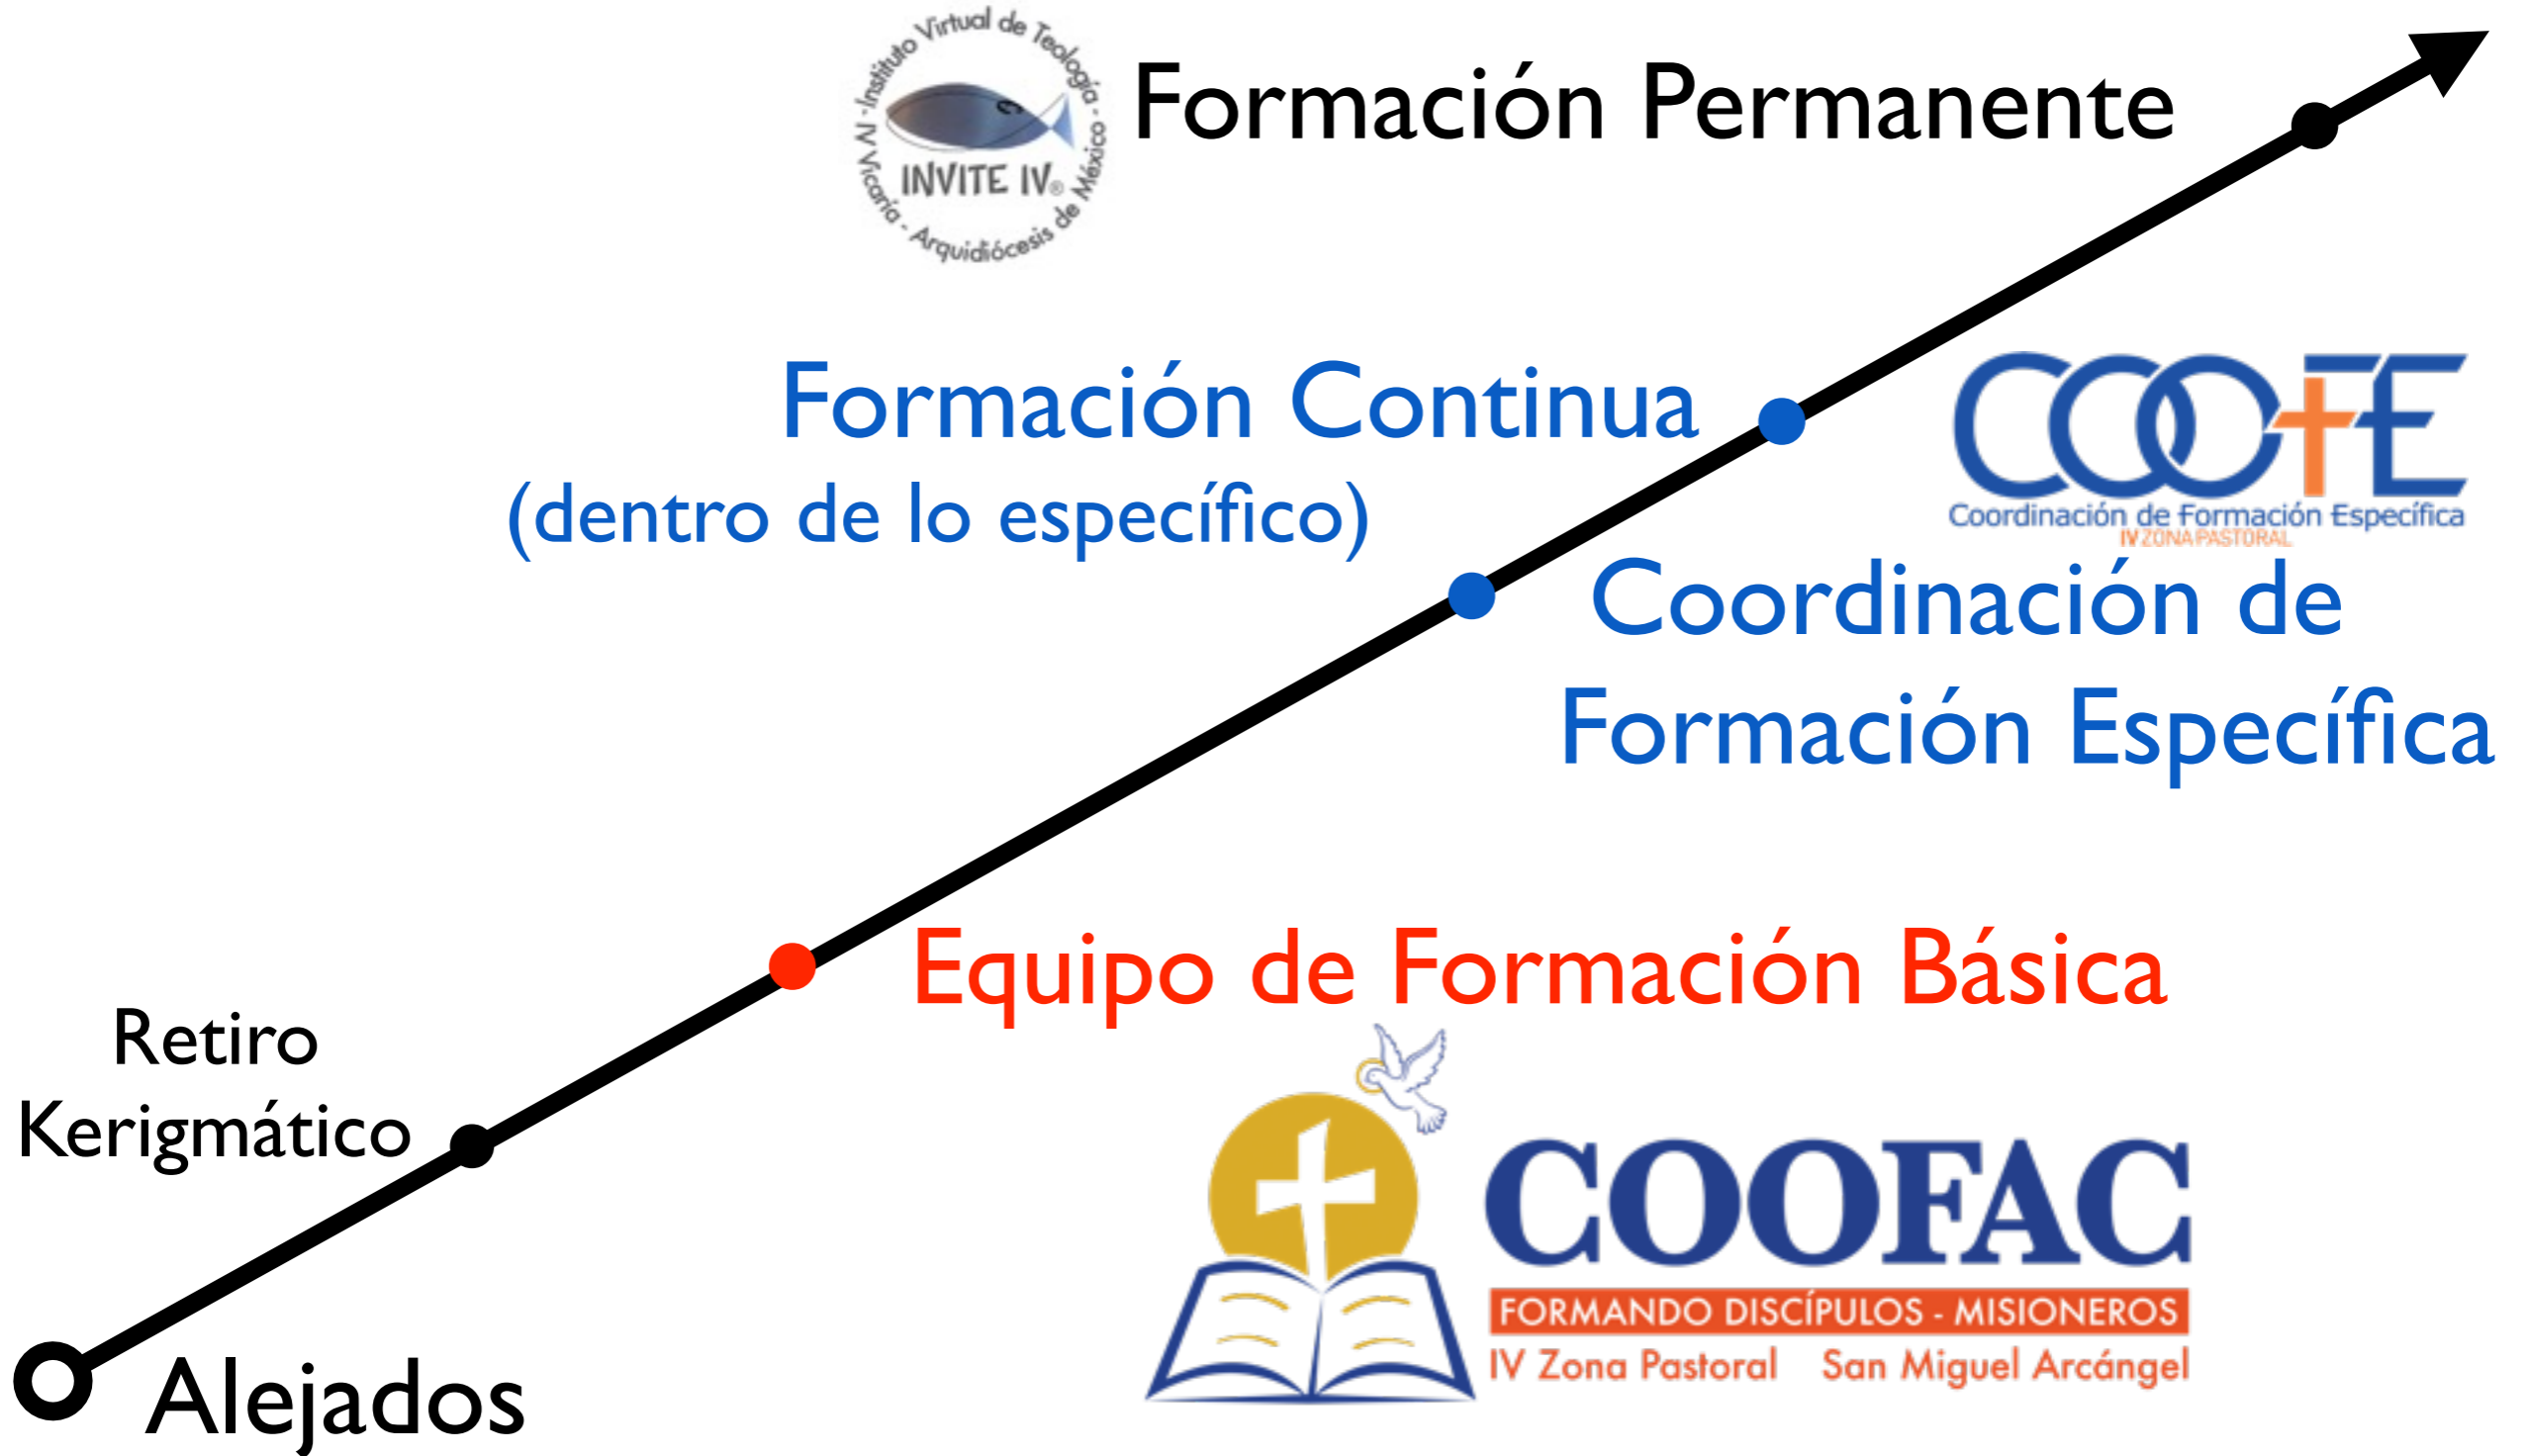 IV Vicaría - Instituto Virtual de Teología - Arquidiócesis de México -
INVITE IV®
Formación Permanente
Formación Continua
(dentro de lo específico)
COOFE
Coordinación de Formación Específica
IV ZONA PASTORAL
Coordinación de
Formación Específica
Equipo de Formación Básica
Retiro
Kerigmático
COOFAC
FORMANDO DISCÍPULOS - MISIONEROS
IV Zona Pastoral San Miguel Arcángel
Alejados